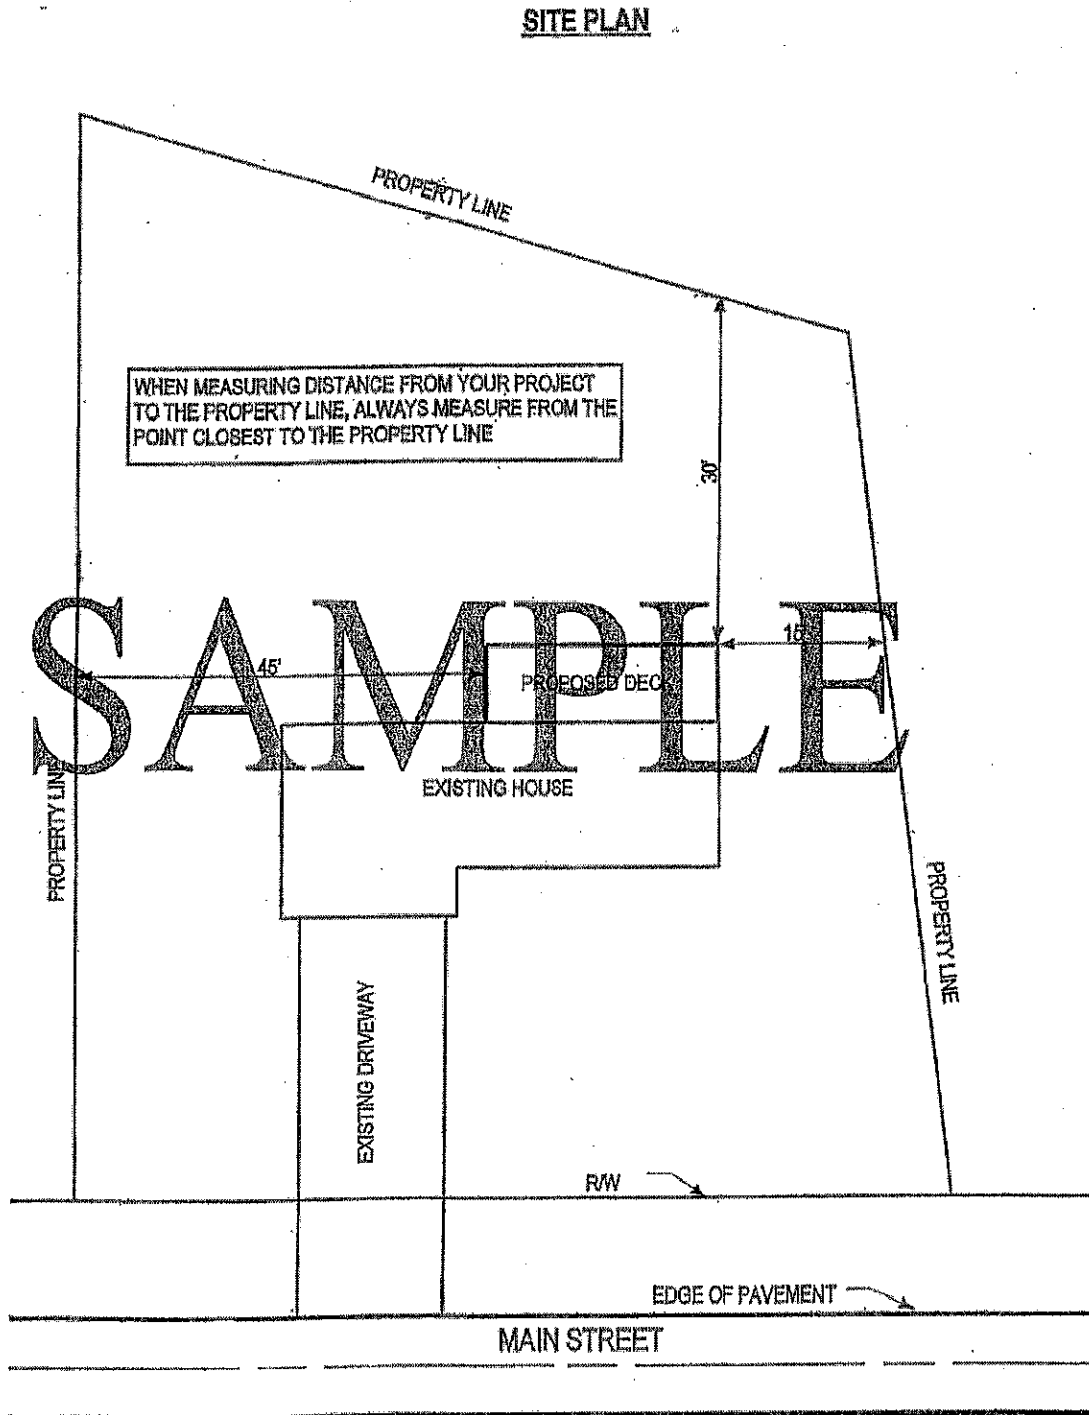 SITE PLAN
PROPERTY LINE
WHEN MEASURING DISTANCE FROM YOUR PROJECT
TO THE PROPERTY LINE, ALWAYS MEASURE FROM THE
POINT CLOSEST TO THE PROPERTY LINE
30'
SAMPLE
45'
15'
PROPOSED DECK
EXISTING HOUSE
PROPERTY LINE
PROPERTY LINE
EXISTING DRIVEWAY
R/W
EDGE OF PAVEMENT
MAIN STREET